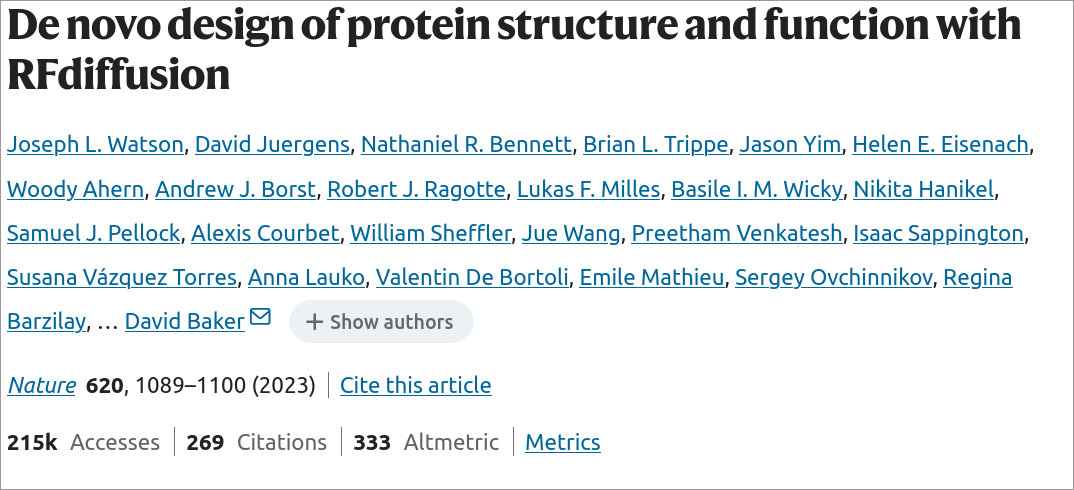 De novo design of protein structure and function with
RFdiffusion
Joseph L. Watson, David Juergens, Nathaniel R. Bennett, Brian L. Trippe, Jason Yim, Helen E. Eisenach,
Woody Ahern, Andrew J. Borst, Robert J. Ragotte, Lukas F. Milles, Basile I. M. Wicky, Nikita Hanikel,
Samuel J. Pellock, Alexis Courbet, William Sheffler, Jue Wang, Preetham Venkatesh, Isaac Sappington,
Susana Vázquez Torres, Anna Lauko, Valentin De Bortoli, Emile Mathieu, Sergey Ovchinnikov, Regina
Barzilay, … David Baker + Show authors
Nature 620, 1089–1100 (2023) | Cite this article
215k Accesses | 269 Citations | 333 Altmetric | Metrics